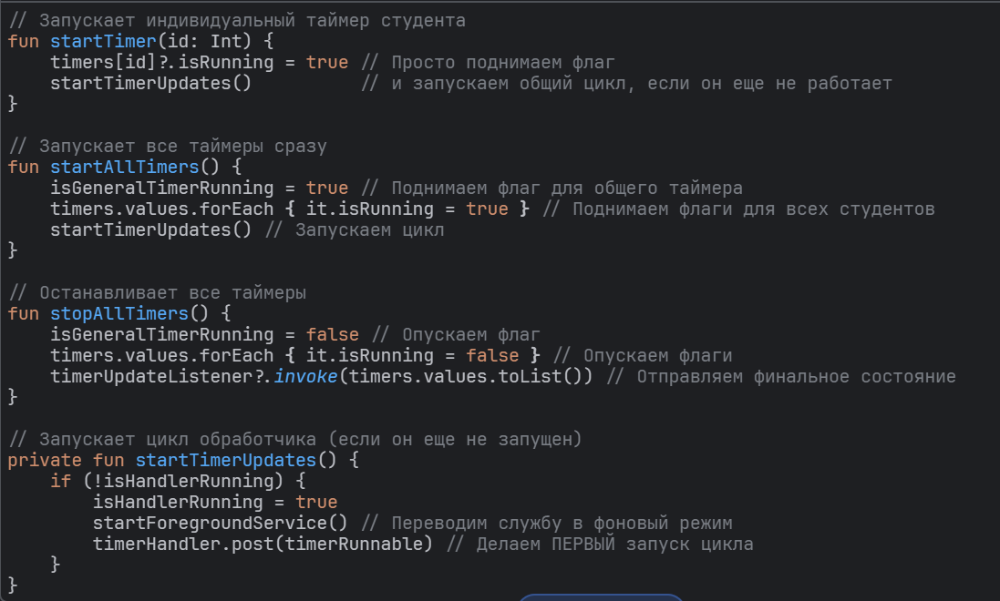 // Запускает индивидуальный таймер студента
fun startTimer(id: Int) {
    timers[id]?.isRunning = true // Просто поднимаем флаг
    startTimerUpdates()          // и запускаем общий цикл, если он еще не работает
}

// Запускает все таймеры сразу
fun startAllTimers() {
    isGeneralTimerRunning = true // Поднимаем флаг для общего таймера
    timers.values.forEach { it.isRunning = true } // Поднимаем флаги для всех студентов
    startTimerUpdates() // Запускаем цикл
}

// Останавливает все таймеры
fun stopAllTimers() {
    isGeneralTimerRunning = false // Опускаем флаг
    timers.values.forEach { it.isRunning = false } // Опускаем флаги
    timerUpdateListener?.invoke(timers.values.toList()) // Отправляем финальное состояние
}

// Запускает цикл обработчика (если он еще не запущен)
private fun startTimerUpdates() {
    if (!isHandlerRunning) {
        isHandlerRunning = true
        startForegroundService() // Переводим службу в фоновый режим
        timerHandler.post(timerRunnable) // Делаем ПЕРВЫЙ запуск цикла
    }
}